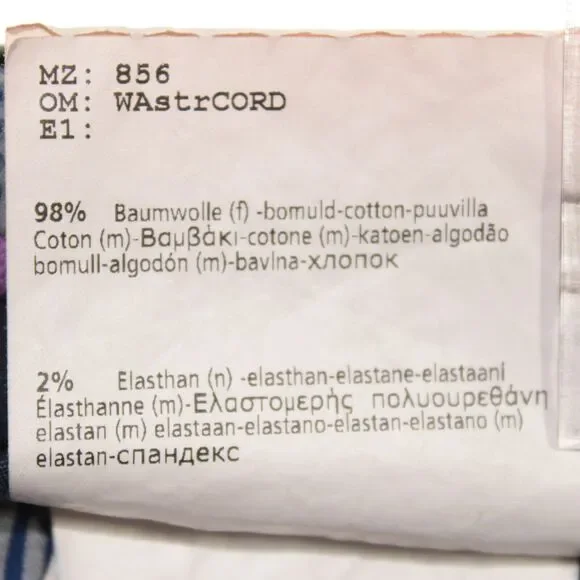 MZ: 856
OM: WAstrCORD
E1:
98% Baumwolle (f) -bomuld-cotton-puuvilla
Coton (m)-Βαμβάκι-cotone (m)-katoen-algodão
bomull-algodón (m)-bavlna-хлопок
2% Elasthan (n) -elasthan-elastane-elastaani
Élasthanne (m)-Ελαστομερής πολυουρεθάνη
elastan (m) elastaan-elastano-elastan-elastano (m)
elastan-спандекс